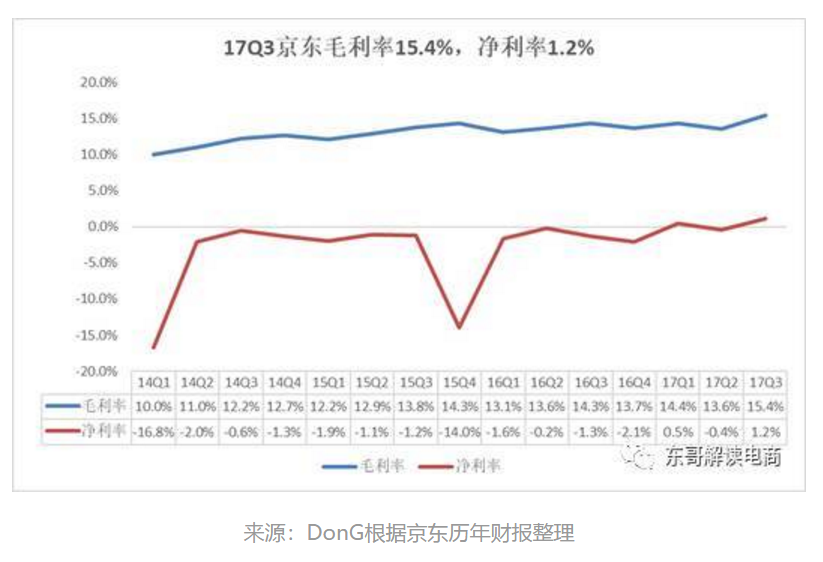 17Q3京东毛利率15.4%，净利率1.2%
20.0%
15.0%
10.0%
5.0%
0.0%
-5.0%
-10.0%
-15.0%
-20.0%
14Q1 14Q2 14Q3 14Q4 15Q1 15Q2 15Q3 15Q4 16Q1 16Q2 16Q3 16Q4 17Q1 17Q2 17Q3
毛利率 10.0% 11.0% 12.2% 12.7% 12.2% 12.9% 13.8% 14.3% 13.1% 13.6% 14.3% 13.7% 14.4% 13.6% 15.4%
净利率 -16.8% -2.0% -0.6% -1.3% -1.9% -1.1% -1.2% -14.0% -1.6% -0.2% -1.3% -2.1% 0.5% -0.4% 1.2%
毛利率 净利率
东哥解读电商
来源：DonG根据京东历年财报整理